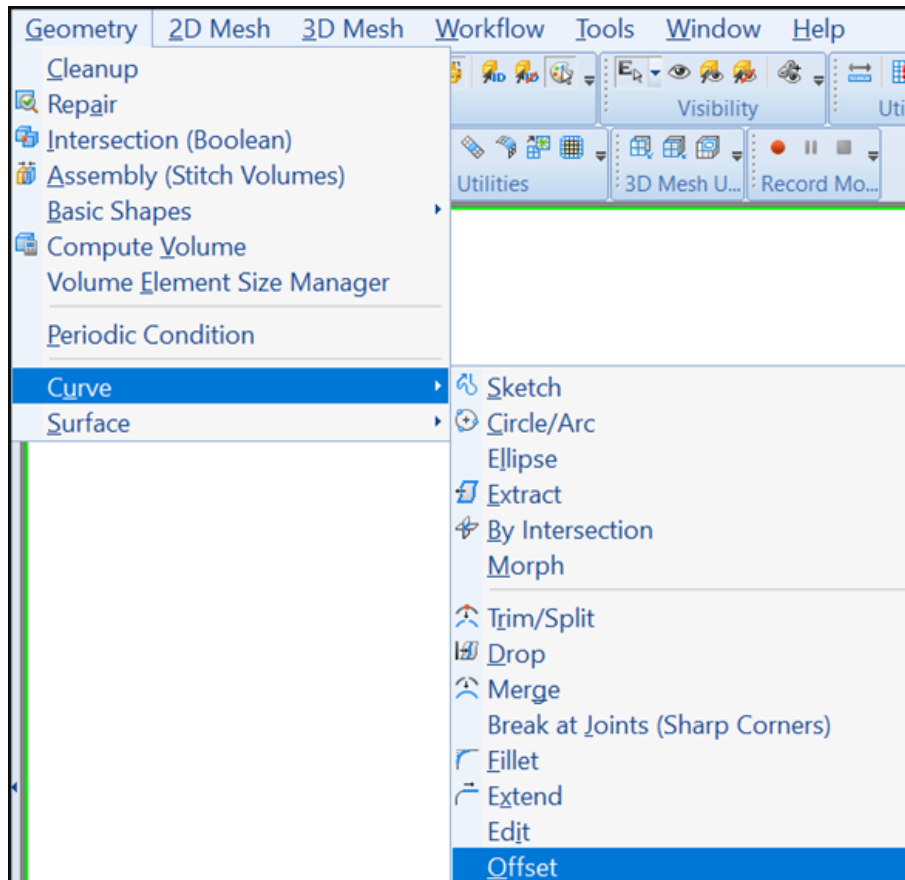 Geometry 2D Mesh 3D Mesh Workflow Tools Window Help
Cleanup
Repair
Intersection (Boolean)
Assembly (Stitch Volumes)
Basic Shapes
Compute Volume
Volume Element Size Manager
Periodic Condition
Curve
Surface
Visibility
Uti
Utilities
3D Mesh U...
Record Mo...
Sketch
Circle/Arc
Ellipse
Extract
By Intersection
Morph
Trim/Split
Drop
Merge
Break at Joints (Sharp Corners)
Fillet
Extend
Edit
Offset